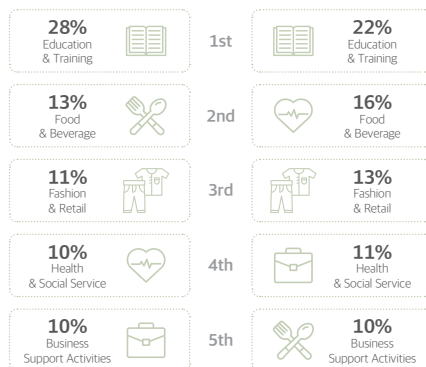 28%
Education
& Training
1st
22%
Education
& Training
13%
Food
& Beverage
2nd
16%
Food
& Beverage
11%
Fashion
& Retail
3rd
13%
Fashion
& Retail
10%
Health
& Social Service
4th
11%
Health
& Social Service
10%
Business
Support Activities
5th
10%
Business
Support Activities